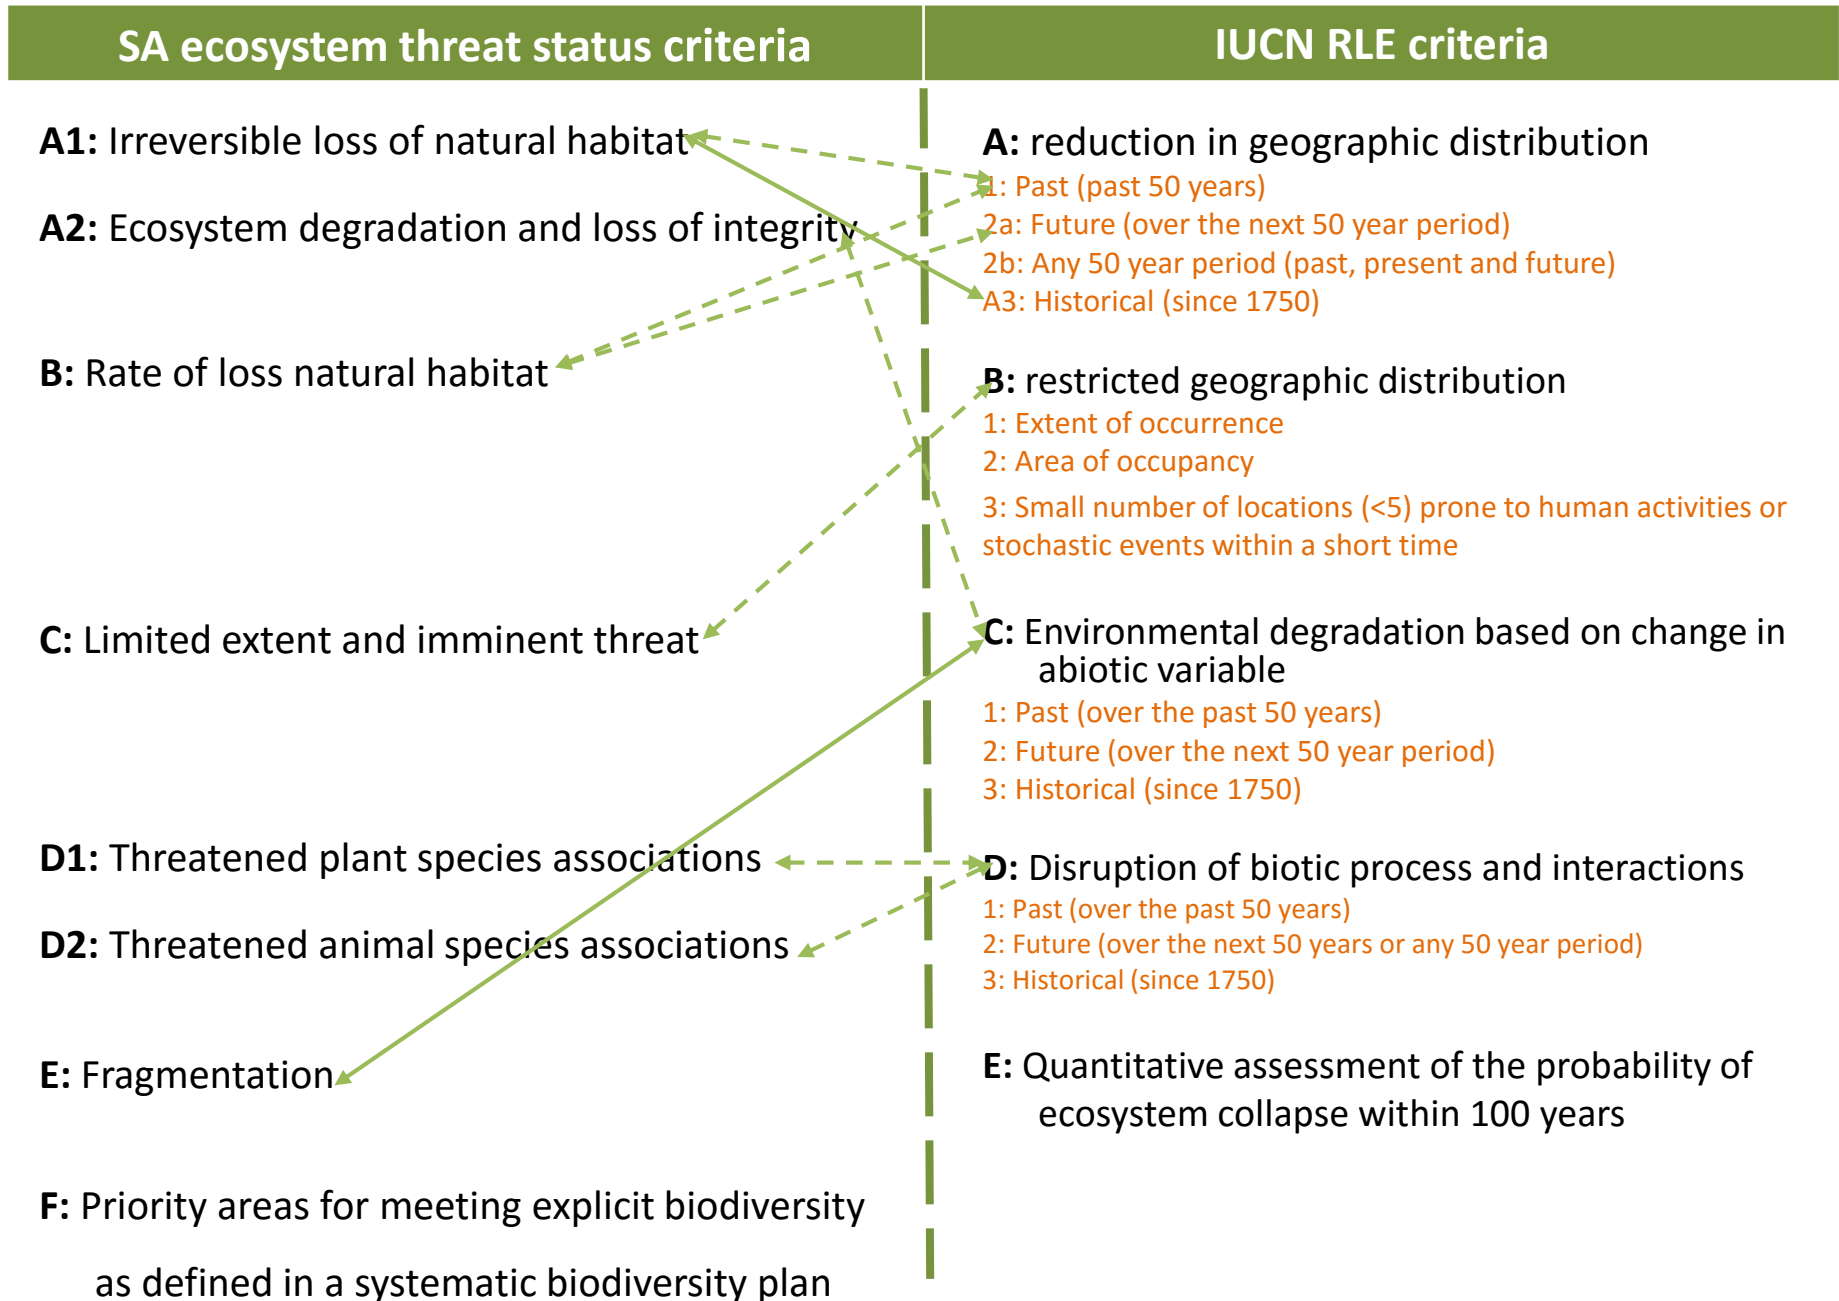 SA ecosystem threat status criteria
IUCN RLE criteria
A1: Irreversible loss of natural habitat
A2: Ecosystem degradation and loss of integrity
B: Rate of loss natural habitat
C: Limited extent and imminent threat
D1: Threatened plant species associations
D2: Threatened animal species associations
E: Fragmentation
F: Priority areas for meeting explicit biodiversity
as defined in a systematic biodiversity plan
A: reduction in geographic distribution
1: Past (past 50 years)
2a: Future (over the next 50 year period)
2b: Any 50 year period (past, present and future)
A3: Historical (since 1750)
B: restricted geographic distribution
1: Extent of occurrence
2: Area of occupancy
3: Small number of locations (<5) prone to human activities or
stochastic events within a short time
C: Environmental degradation based on change in
abiotic variable
1: Past (over the past 50 years)
2: Future (over the next 50 year period)
3: Historical (since 1750)
D: Disruption of biotic process and interactions
1: Past (over the past 50 years)
2: Future (over the next 50 years or any 50 year period)
3: Historical (since 1750)
E: Quantitative assessment of the probability of
ecosystem collapse within 100 years